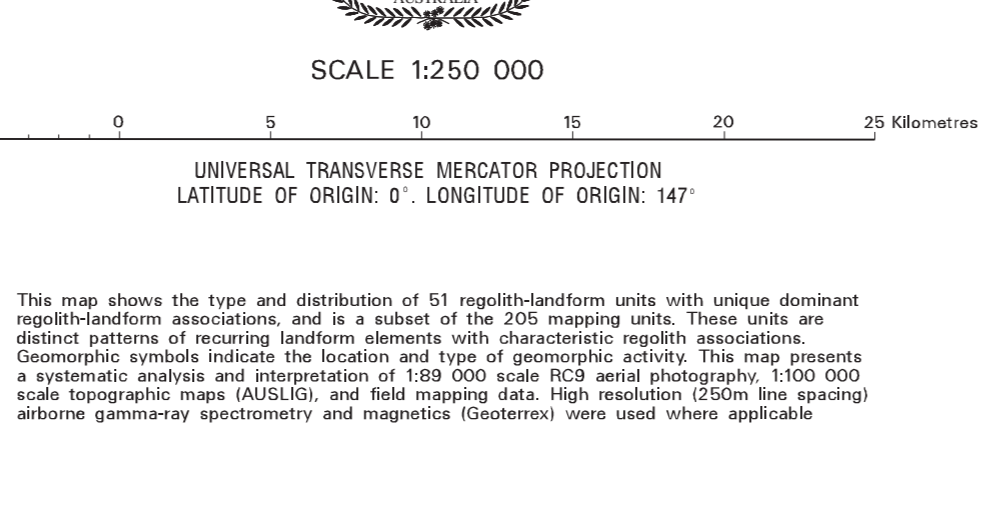 AUSTRALIA
SCALE 1:250 000
0 5 10 15 20 25 Kilometres
UNIVERSAL TRANSVERSE MERCATOR PROJECTION
LATITUDE OF ORIGIN: 0°. LONGITUDE OF ORIGIN: 147°
This map shows the type and distribution of 51 regolith-landform units with unique dominant
regolith-landform associations, and is a subset of the 205 mapping units. These units are
distinct patterns of recurring landform elements with characteristic regolith associations.
Geomorphic symbols indicate the location and type of geomorphic activity. This map presents
a systematic analysis and interpretation of 1:89 000 scale RC9 aerial photography, 1:100 000
scale topographic maps (AUSLIG), and field mapping data. High resolution (250m line spacing)
airborne gamma-ray spectrometry and magnetics (Geoterrex) were used where applicable